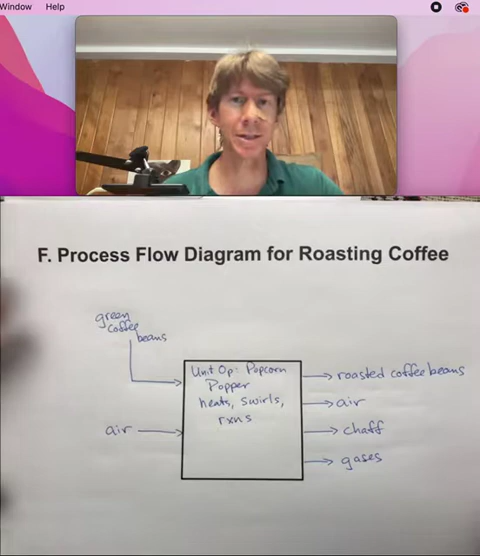 Window Help
F. Process Flow Diagram for Roasting Coffee
green
coffee
beans
Unit Op: Popcorn
Popper
heats, swirls,
rxns
air
roasted coffee beans
air
chaff
gases